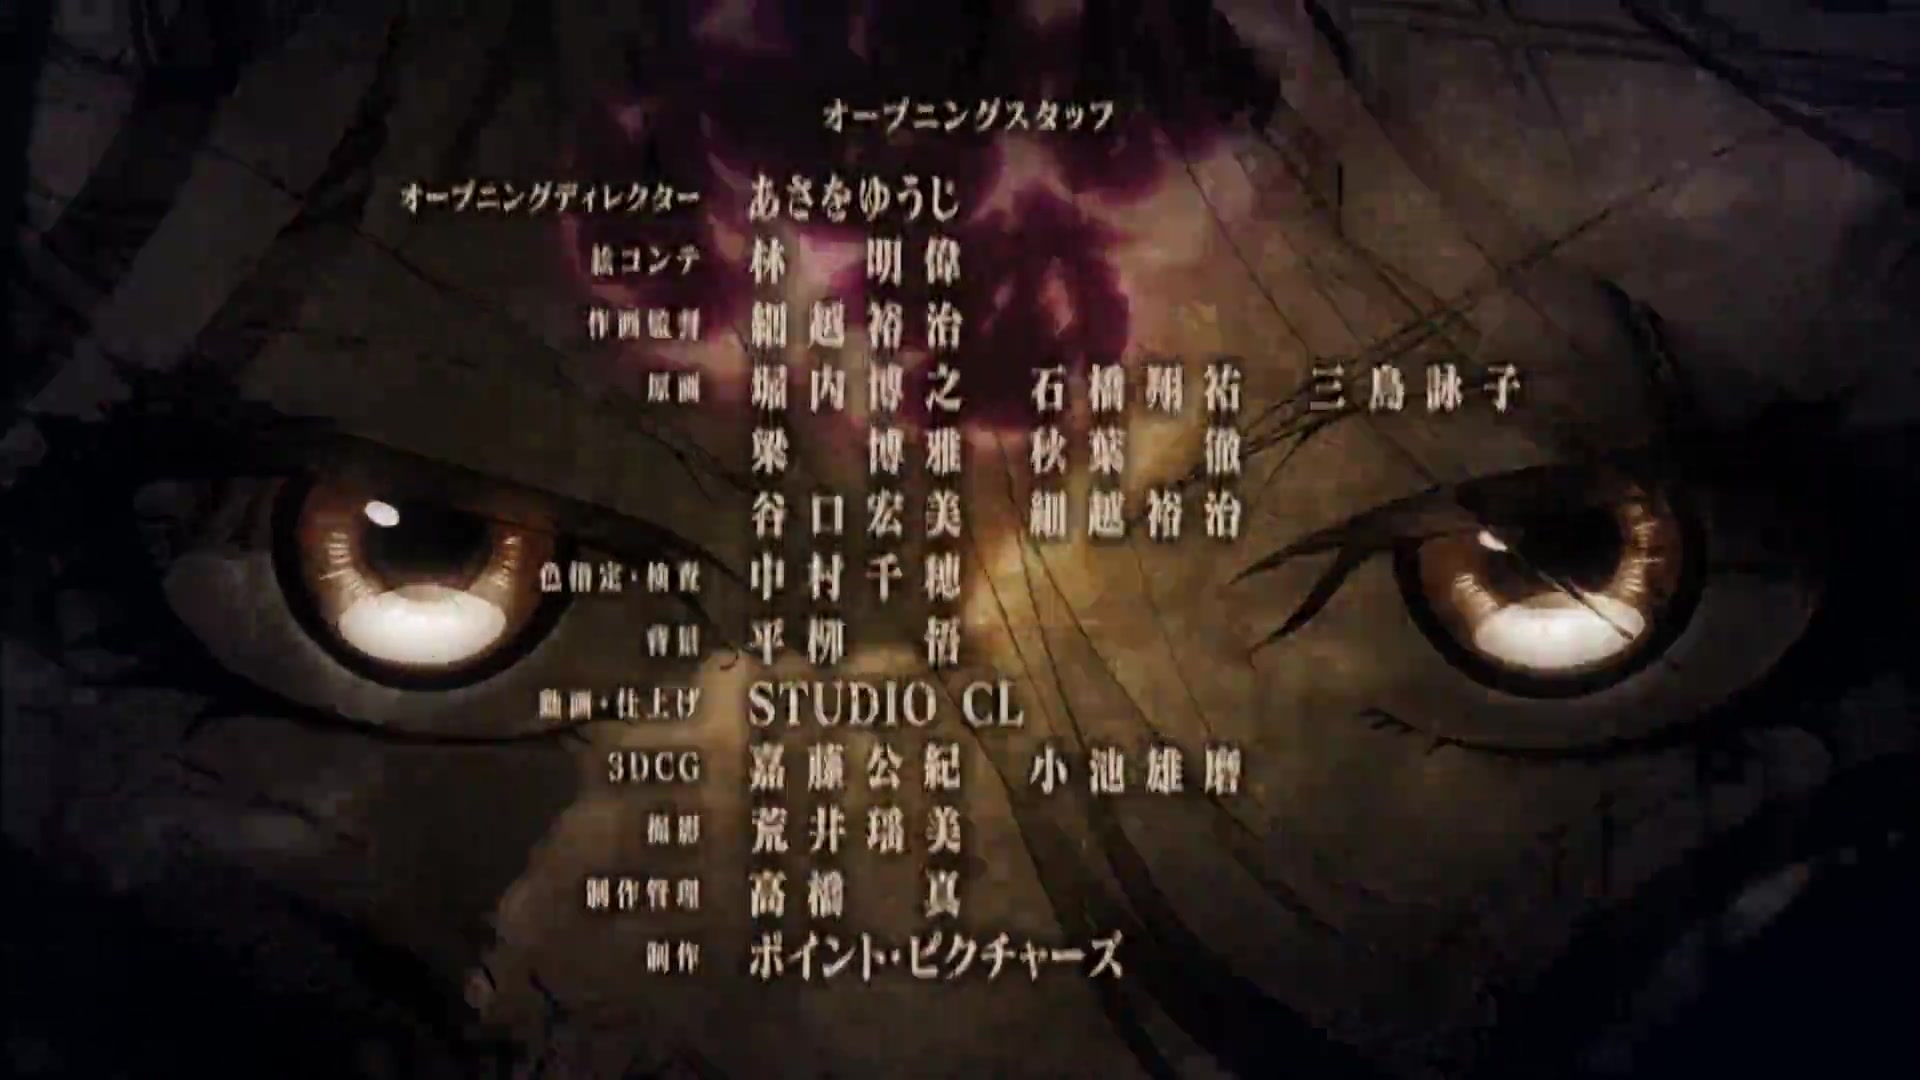 オープニングスタッフ
オープニングディレクター あさをゆうじ
絵コンテ 林 明偉
作画監督 細越裕治
原画 堀内博之 石橋翔祐 三島詠子
梁 博雅 秋葉 徹
谷口宏美 細越裕治
色指定・検査 中村千穂
背景 平柳 悟
動画・仕上げ STUDIO CL
3DCG 嘉藤公紀 小池雄磨
撮影 荒井瑶美
制作管理 高橋 真
制作 ポイント・ピクチャーズ